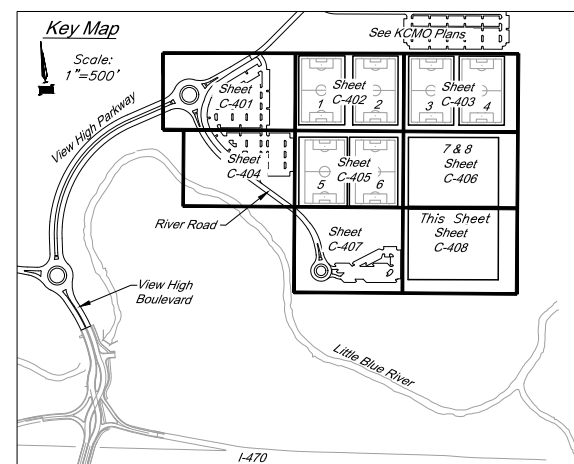 Key Map
Scale:
1"=500'
See KCMO Plans
View High Parkway
Sheet
C-401
Sheet
C-402
1
2
Sheet
C-403
3
4
Sheet
C-404
Sheet
C-405
5
6
7 & 8
Sheet
C-406
River Road
Sheet
C-407
This Sheet
Sheet
C-408
View High
Boulevard
Little Blue River
I-470